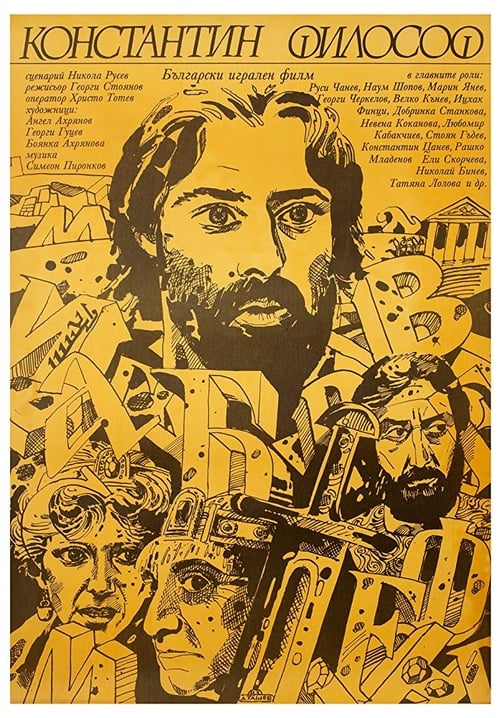 КОНСТАНТИН ФИЛОСОФ
Български игрален филм
сценарий Никола Русев
режисьор Георги Стоянов
оператор Христо Тотев
художници:
Ангел Ахрянов
Георги Гуцев
Боянка Ахрянова
музика
Симеон Пиронков
в главните роли:
Руси Чанев, Наум Шопов, Марин Янев,
Георги Черкелов, Велко Кънев, Ицхак
Финци, Добринка Станкова,
Невена Коканова, Любомир
Кабакчиев, Стоян Гъдев,
Константин Цанев, Рашко
Младенов Ели Скорчева,
Николай Бинев,
Татяна Лолова и др.